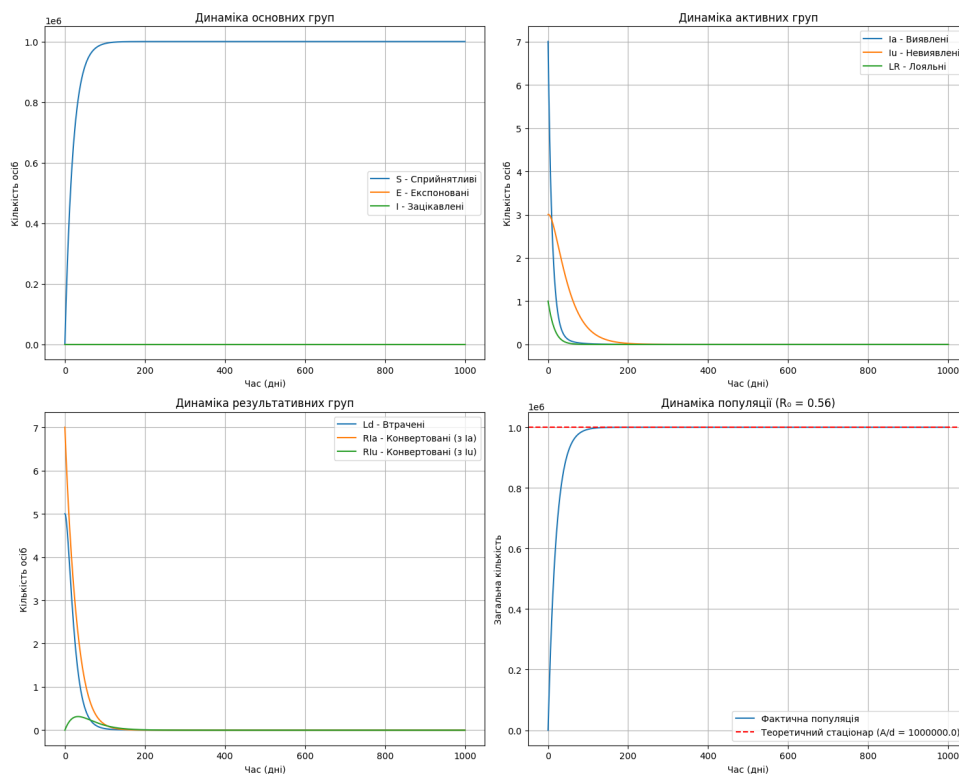 Динаміка основних груп
1e6
1.0
0.8
0.6
0.4
0.2
0.0
Кількість осіб
S - Сприйнятливі
E - Експоновані
I - Зацікавлені
0 200 400 600 800 1000
Час (дні)
Динаміка активних груп
7
6
5
4
3
2
1
0
Кількість осіб
Ia - Виявлені
Iu - Невиявлені
LR - Лояльні
0 200 400 600 800 1000
Час (дні)
Динаміка результативних груп
7
6
5
4
3
2
1
0
Кількість осіб
Ld - Втрачені
RIa - Конвертовані (з Ia)
RIu - Конвертовані (з Iu)
0 200 400 600 800 1000
Час (дні)
Динаміка популяції (R₀ = 0.56)
1e6
1.0
0.8
0.6
0.4
0.2
0.0
Загальна кількість
Фактична популяція
Теоретичний стаціонар (A/d = 1000000.0)
0 200 400 600 800 1000
Час (дні)